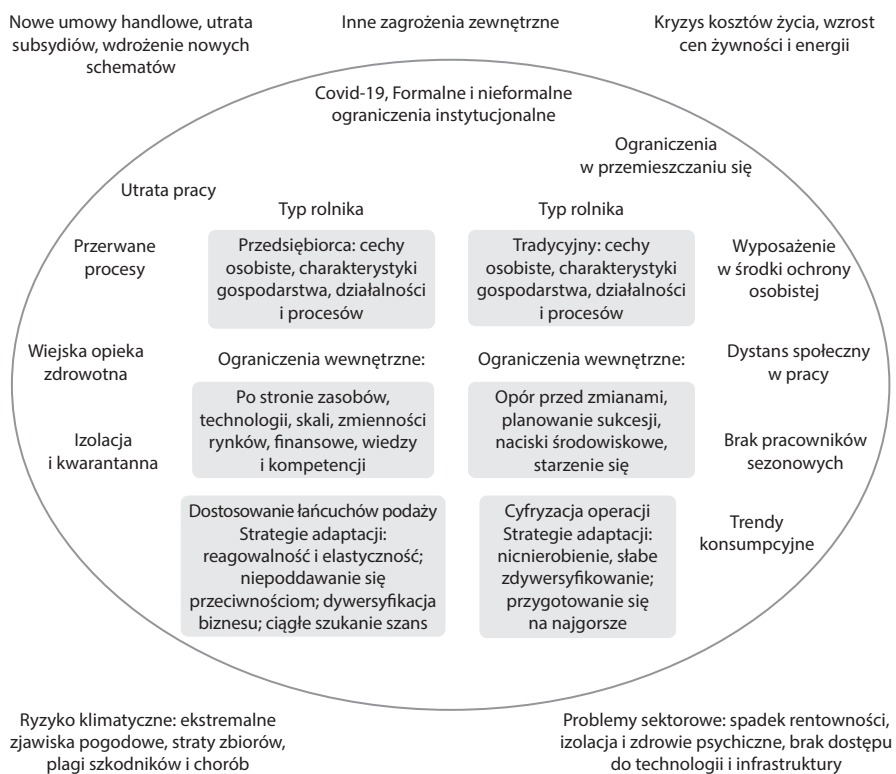 Nowe umowy handlowe, utrata
subsydiów, wdrożenie nowych
schematów
Inne zagrożenia zewnętrzne
Kryzys kosztów życia, wzrost
cen żywności i energii
Covid-19, Formalne i nieformalne
ograniczenia instytucjonalne
Ograniczenia
w przemieszczaniu się
Utrata pracy
Typ rolnika
Typ rolnika
Przerwane
procesy
Przedsiębiorca: cechy
osobiste, charakterystyki
gospodarstwa, działalności
i procesów
Tradycyjny: cechy
osobiste, charakterystyki
gospodarstwa, działalności
i procesów
Wyposażenie
w środki ochrony
osobistej
Wiejska opieka
zdrowotna
Ograniczenia wewnętrzne:
Ograniczenia wewnętrzne:
Dystans społeczny
w pracy
Po stronie zasobów,
technologii, skali, zmienności
rynków, finansowe, wiedzy
i kompetencji
Opór przed zmianami,
planowanie sukcesji,
naciski środowiskowe,
starzenie się
Izolacja
i kwarantanna
Brak pracowników
sezonowych
Dostosowanie łańcuchów podaży
Strategie adaptacji:
reagowalność i elastyczność;
niepoddawanie się
przeciwnościom; dywersyfikacja
biznesu; ciągłe szukanie szans
Cyfryzacja operacji
Strategie adaptacji:
nicnierobienie, słabe
zdywersyfikowanie;
przygotowanie się
na najgorsze
Trendy
konsumpcyjne
Ryzyko klimatyczne: ekstremalne
zjawiska pogodowe, straty zbiorów,
plagi szkodników i chorób
Problemy sektorowe: spadek rentowności,
izolacja i zdrowie psychiczne, brak dostępu
do technologii i infrastruktury